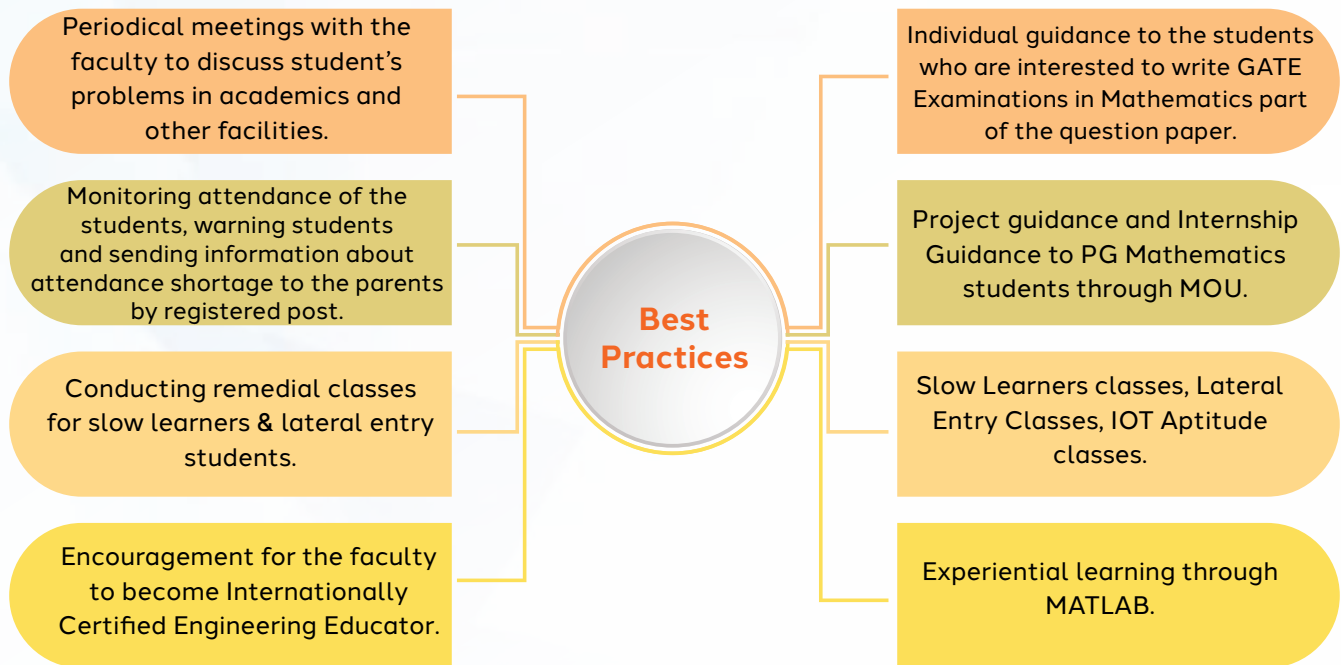 Periodical meetings with the
faculty to discuss student’s
problems in academics and
other facilities.
Monitoring attendance of the
students, warning students
and sending information about
attendance shortage to the parents
by registered post.
Conducting remedial classes
for slow learners & lateral entry
students.
Encouragement for the faculty
to become Internationally
Certified Engineering Educator.
Best
Practices
Individual guidance to the students
who are interested to write GATE
Examinations in Mathematics part
of the question paper.
Project guidance and Internship
Guidance to PG Mathematics
students through MOU.
Slow Learners classes, Lateral
Entry Classes, IOT Aptitude
classes.
Experiential learning through
MATLAB.